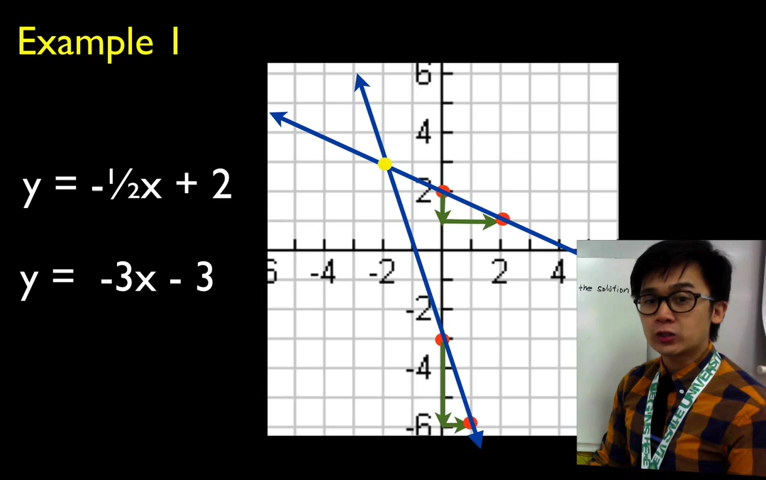 Example 1
y = -½x + 2
y = -3x - 3
6
4
2
6 -4 -2 2 4
-2
-4
-6
the solution